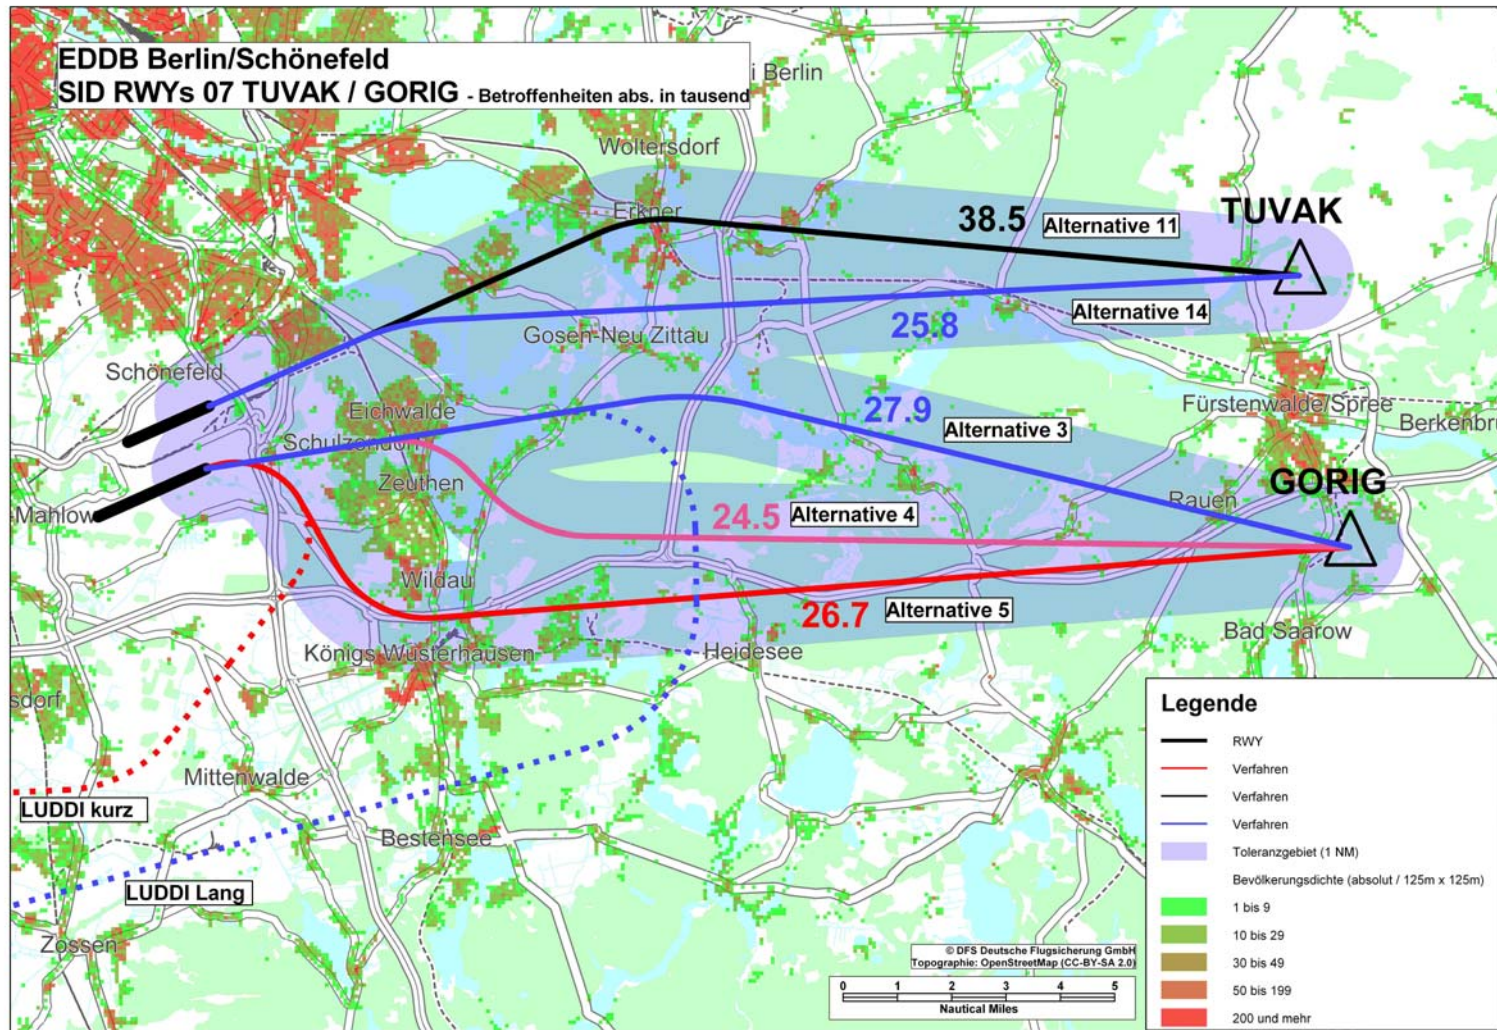 EDDB Berlin/Schönefeld
SID RWYs 07 TUVAK / GORIG - Betroffenheiten abs. in tausend
i Berlin
Woltersdorf
Erkner
38.5
Alternative 11
TUVAK
Alternative 14
25.8
Gosen-Neu Zittau
Schönefeld
Eichwalde
27.9
Alternative 3
Fürstenwalde/Spree
Berkenbrü
Schulzendorf
Zeuthen
GORIG
Rauen
-Mahlow
24.5
Alternative 4
Wildau
26.7
Alternative 5
Bad Saarow
Königs Wusterhausen
Heidesee
sdorf
Mittenwalde
LUDDI kurz
Bestensee
LUDDI Lang
Zossen
Legende
RWY
Verfahren
Verfahren
Verfahren
Toleranzgebiet (1 NM)
Bevölkerungsdichte (absolut / 125m x 125m)
1 bis 9
10 bis 29
30 bis 49
50 bis 199
200 und mehr
© DFS Deutsche Flugsicherung GmbH
Topographie: OpenStreetMap (CC-BY-SA 2.0)
0 1 2 3 4 5
Nautical Miles